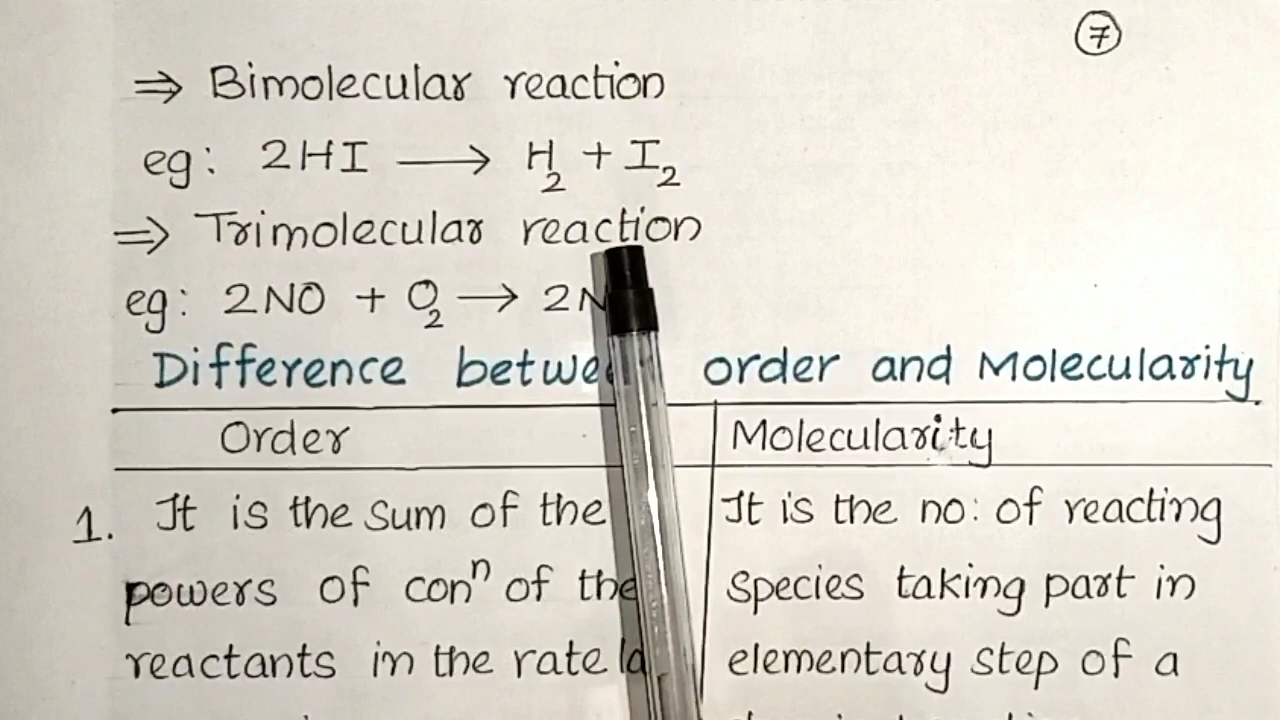 7
⇒ Bimolecular reaction
eg: 2HI ⟶ H₂ + I₂
⇒ Trimolecular reaction
eg: 2NO + O₂ ⟶ 2N
Difference between order and Molecularity
Order Molecularity
1. It is the sum of the It is the no: of reacting
powers of conⁿ of the species taking part in
reactants in the rate elementary step of a